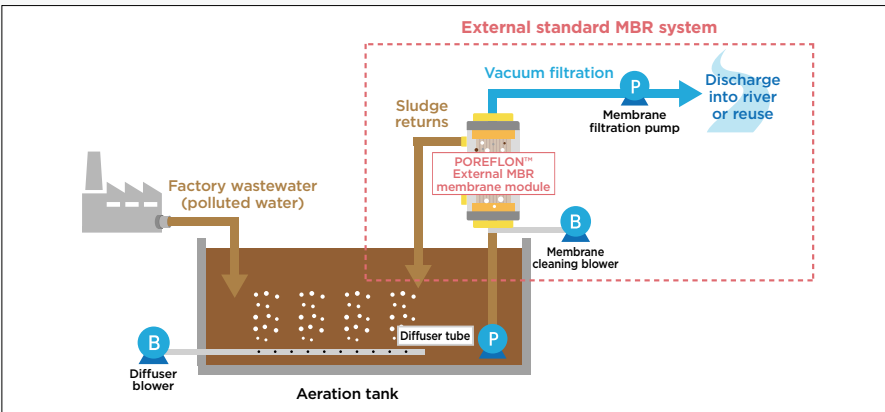 External standard MBR system
Vacuum filtration
P
Discharge
into river
or reuse
Membrane
filtration pump
Sludge
returns
POREFLON™
External MBR
membrane module
Factory wastewater
(polluted water)
B
Membrane
cleaning blower
Diffuser tube
P
B
Diffuser
blower
Aeration tank